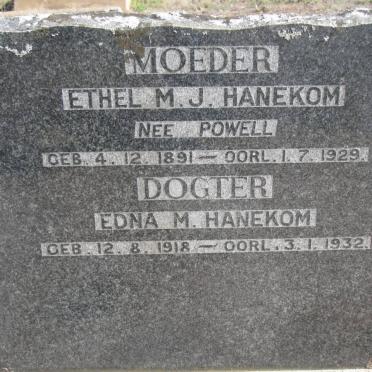 MOEDER
ETHEL M. J. HANEKOM
NEE POWELL
GEB. 4. 12. 1891 — OORL. 1. 7. 1929.
DOGTER
EDNA M. HANEKOM
GEB. 12. 8. 1918 — OORL. 3. 1. 1932.